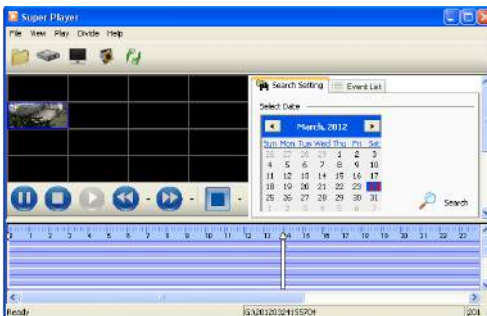 Super Player
File View Play Divide Help
Search Setting Event List
Select Date
March, 2012
Sun Mon Tue Wed Thu Fri Sat
26 27 28 29 1 2 3
4 5 6 7 8 9 10
11 12 13 14 15 16 17
18 19 20 21 22 23
25 26 27 28 29 30 31
1 2 3 4 5 6 7
Search
0 1 2 3 4 5 6 7 8 9 10 11 12 13 14 15 16 17 18 19 20 21 22 23
Ready G:\20120324155704 201